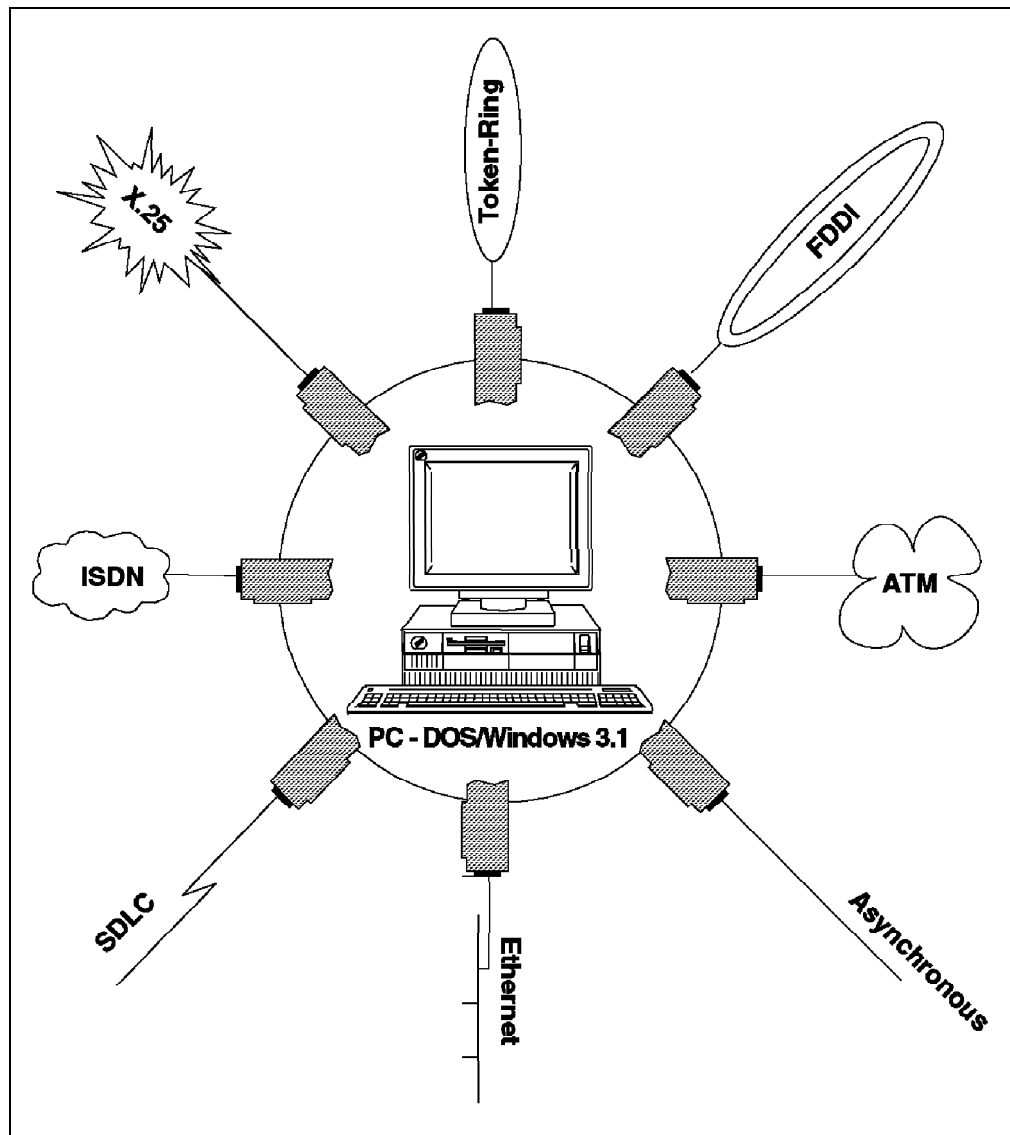 Token-Ring
X.25
FDDI
ISDN
ATM
PC - DOS/Windows 3.1
SDLC
Ethernet
Asynchronous